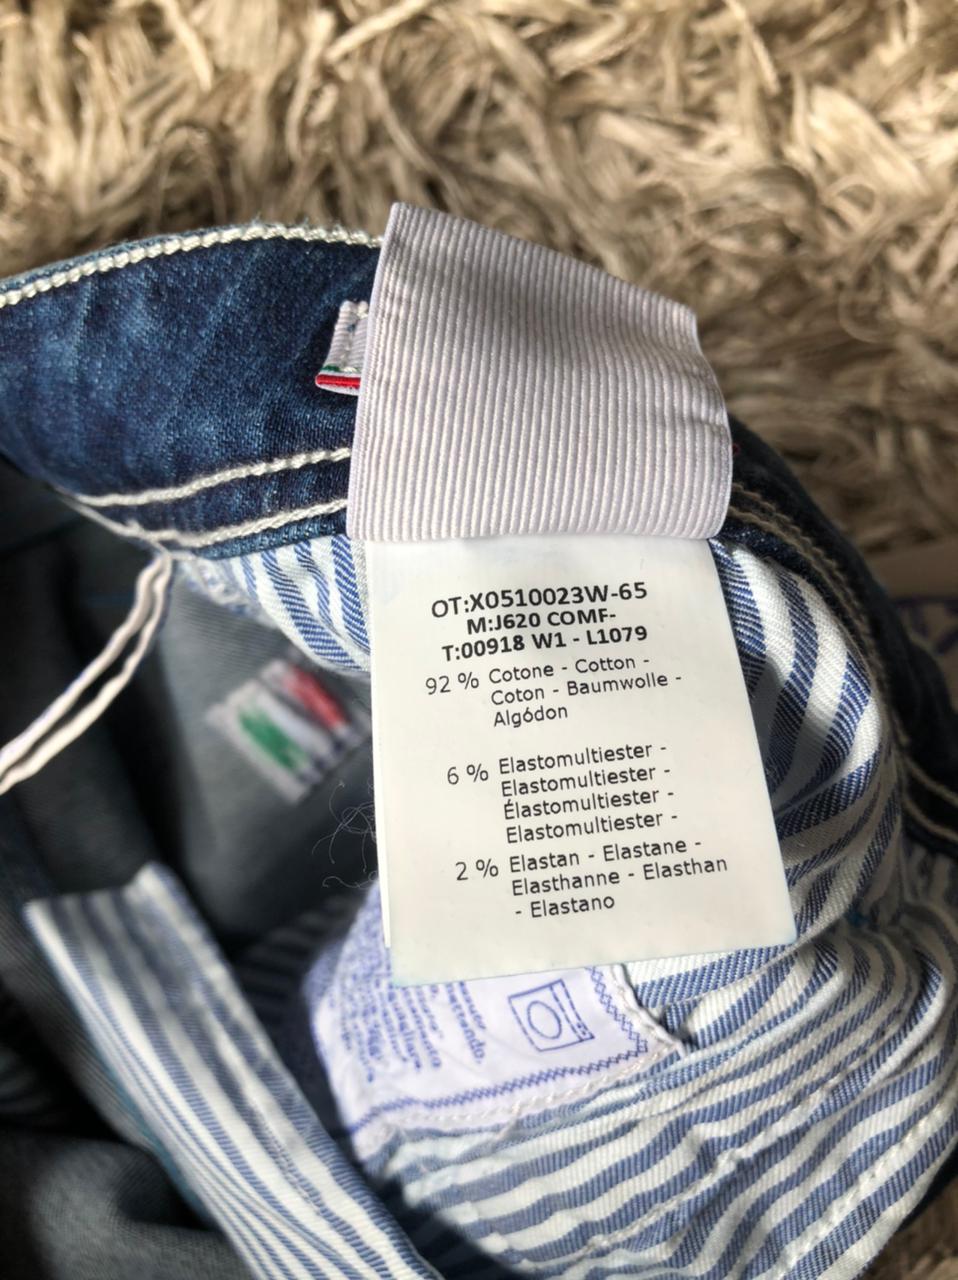 OT:X0510023W-65
M:J620 COMF-
T:00918 W1 - L1079
92 % Cotone - Cotton -
Coton - Baumwolle -
Algódon
6 % Elastomultiester -
Elastomultiester -
Élastomultiester -
Elastomultiester -
2 % Elastan - Elastane -
Elasthanne - Elasthan
- Elastano